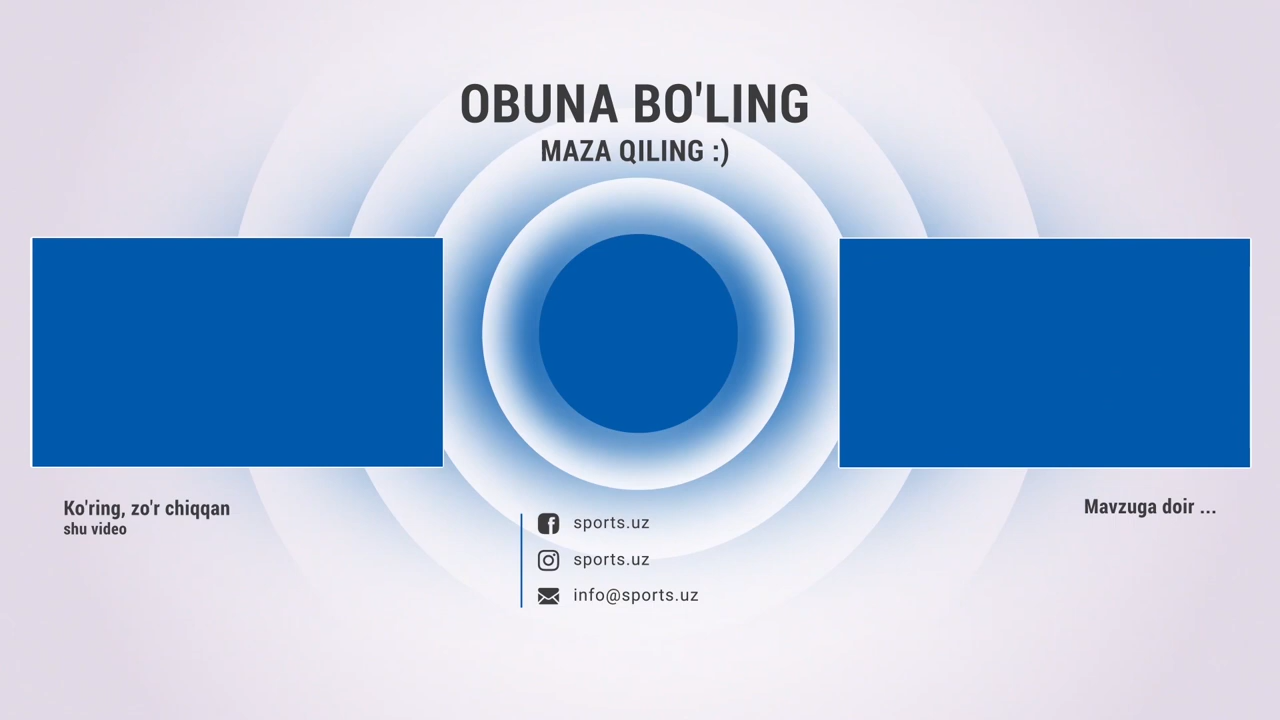 OBUNA BO'LING
MAZA QILING :)
Ko'ring, zo'r chiqqan
shu video
Mavzuga doir ...
sports.uz
sports.uz
info@sports.uz